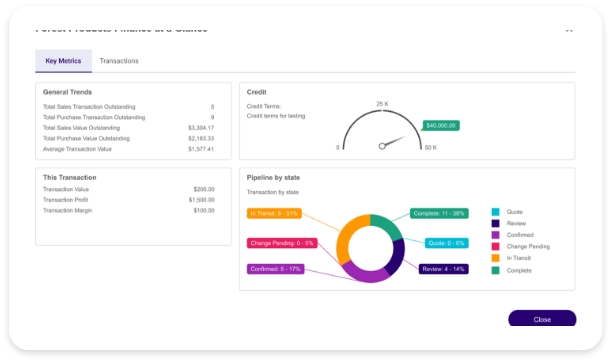 Forest Products Finance at a Glance
Key Metrics
Transactions
General Trends
Total Sales Transaction Outstanding 5
Total Purchase Transaction Outstanding 9
Total Sales Value Outstanding $3,394.17
Total Purchase Value Outstanding $2,183.33
Average Transaction Value $1,577.41
Credit
Credit Terms:
Credit terms for testing
25 K
$40,000.00
0
50 K
This Transaction
Transaction Value $200.00
Transaction Profit $1,500.00
Transaction Margin $100.00
Pipeline by state
Transaction by state
In Transit: 9 - 31%
Complete: 11 - 38%
Change Pending: 0 - 0%
Quote: 0 - 0%
Confirmed: 5 - 17%
Review: 4 - 14%
Quote
Review
Confirmed
Change Pending
In Transit
Complete
Close